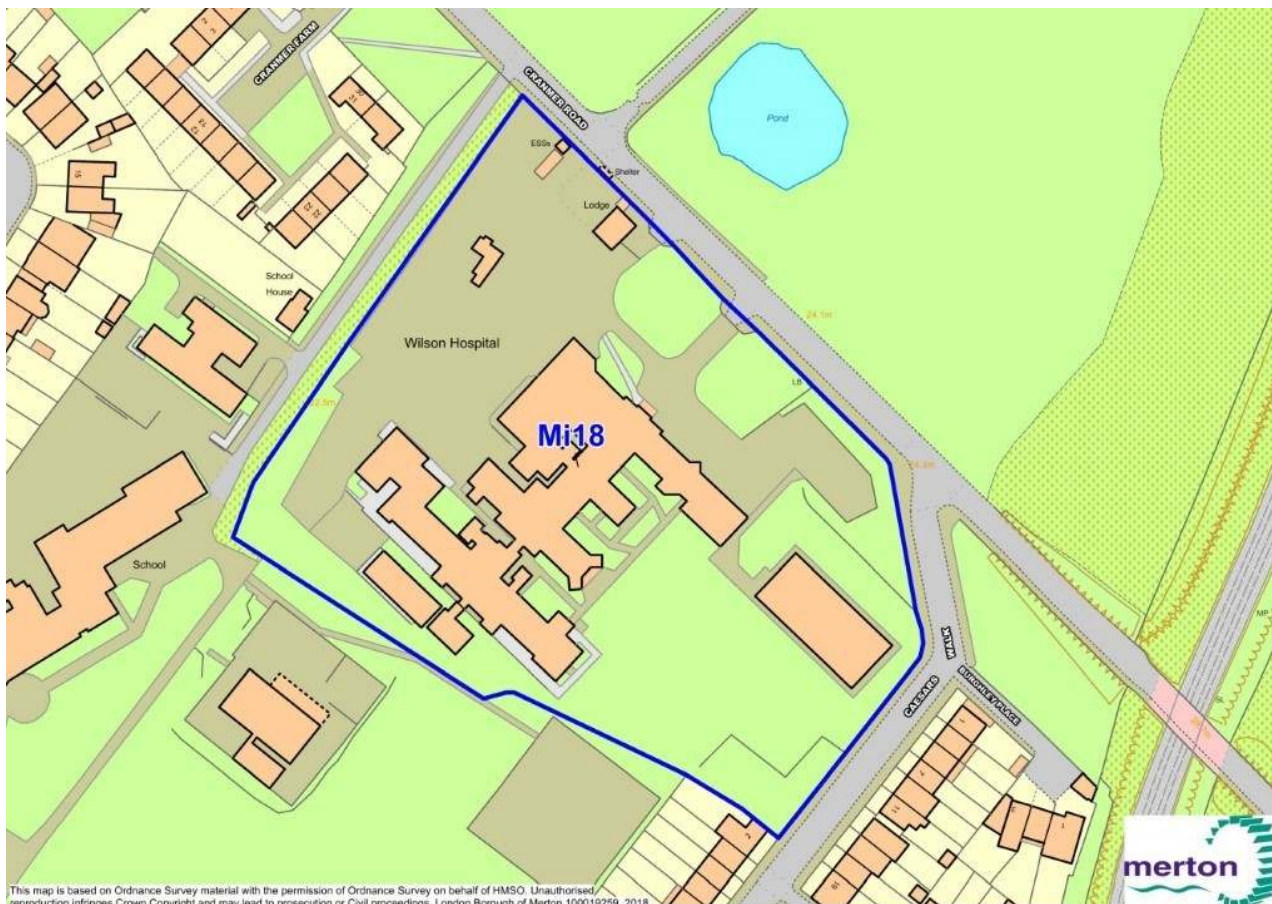 CRANMER FARM
CRANMER ROAD
Pond
ESSs
Shelter
Lodge
School
House
Wilson Hospital
24.1m
22.5m
LB
Mi18
School
CAESARS
WALK
BURGHLEY PLACE
MP
merton
This map is based on Ordnance Survey material with the permission of Ordnance Survey on behalf of HMSO. Unauthorised
reproduction infringes Crown Copyright and may lead to prosecution or Civil proceedings. London Borough of Merton 100019259. 2018.